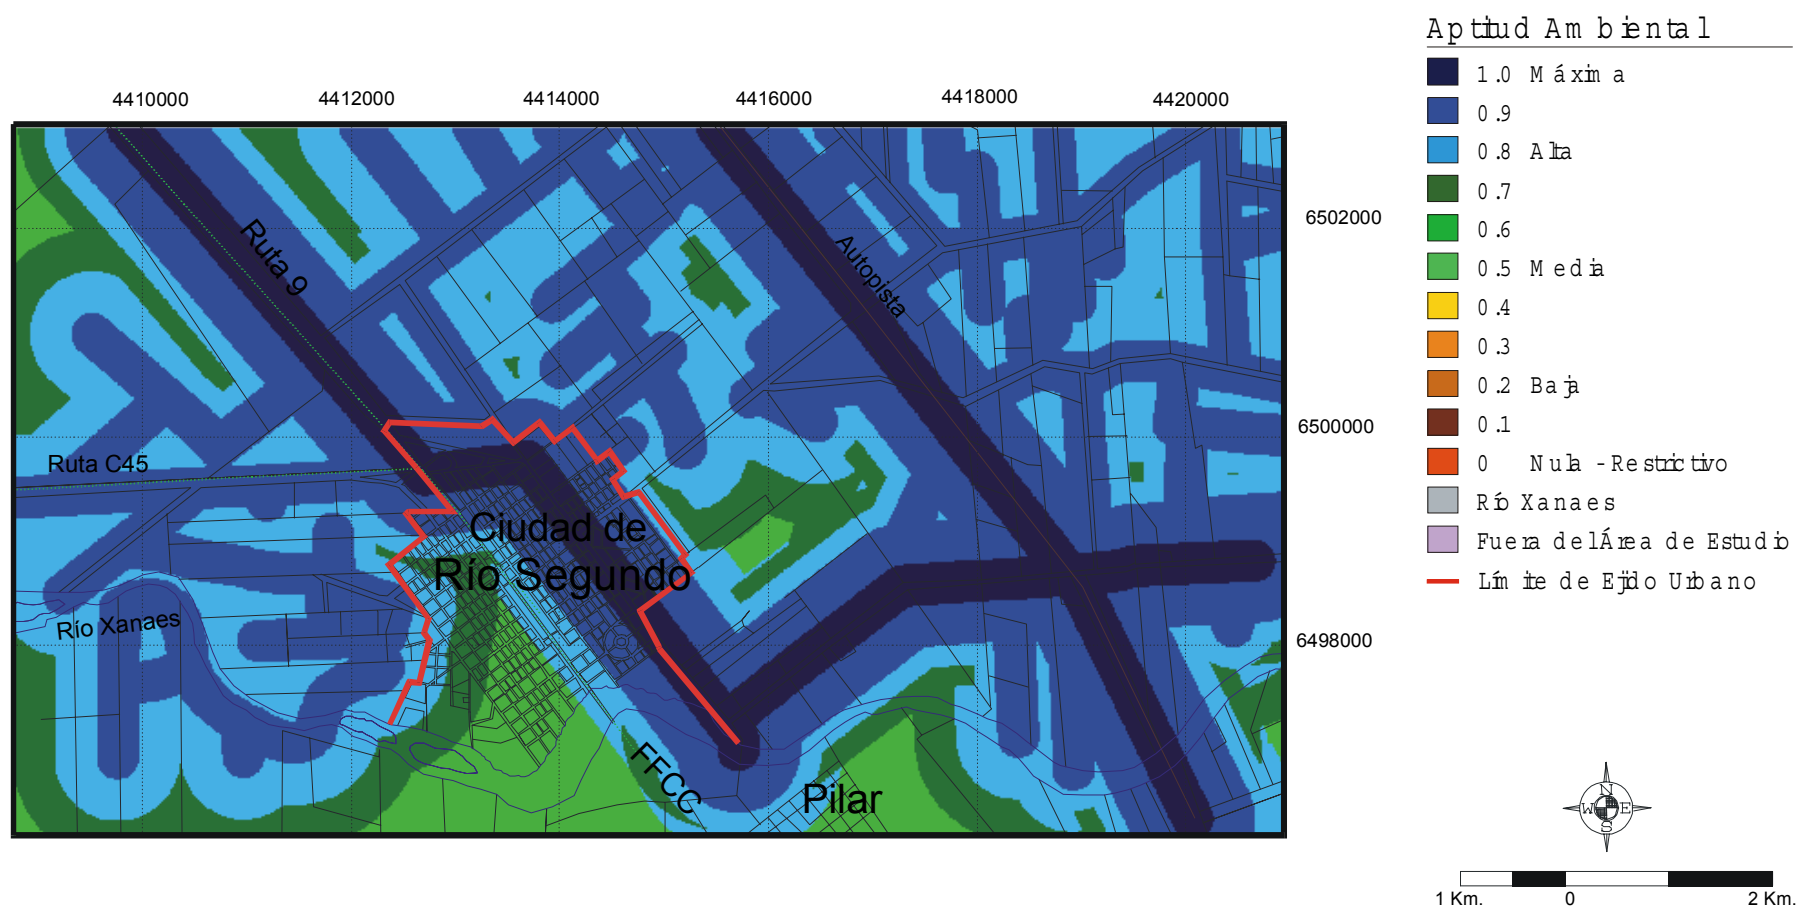 Aptitud Ambiental
1.0 Máxima
0.9
0.8 Alta
0.7
0.6
0.5 Media
0.4
0.3
0.2 Baja
0.1
0 Nula - Restrictivo
Río Xanaes
Fuera del Área de Estudio
Límite de Ejido Urbano
4410000 4412000 4414000 4416000 4418000 4420000
6502000
6500000
6498000
Ruta 9
Autopista
Ruta C45
Ciudad de
Río Segundo
Río Xanaes
FFCC
Pilar
N
W E
S
1 Km. 0 2 Km.